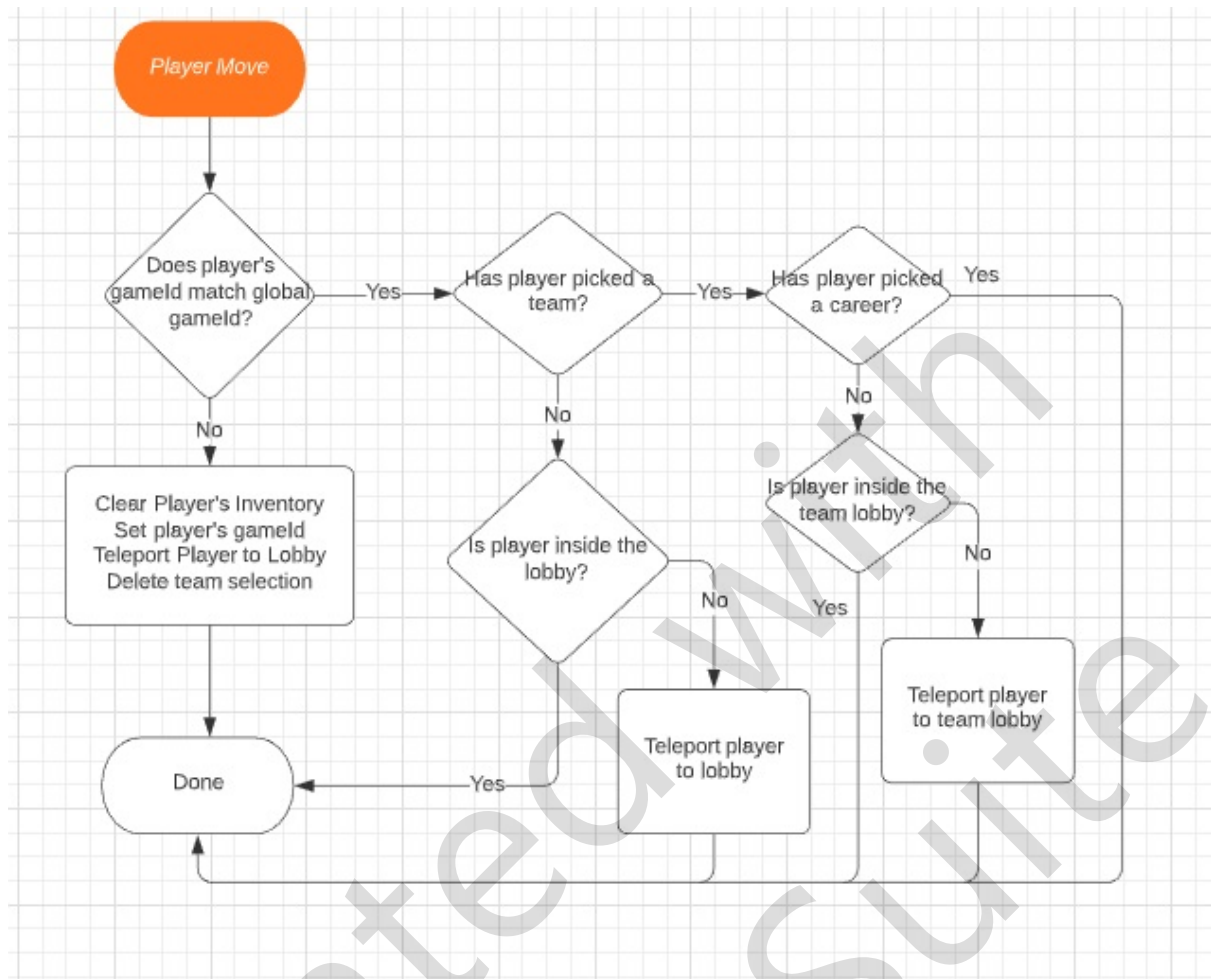 Player Move
Does player's
gameId match global
gameId?
Yes
Has player picked a
team?
Yes
Has player picked
a career?
Yes
No
No
No
Clear Player's Inventory
Set player's gameId
Teleport Player to Lobby
Delete team selection
Is player inside the
lobby?
Is player inside the
team lobby?
No
No
Yes
Teleport player
to lobby
Teleport player
to team lobby
Done
Yes
with
Suite